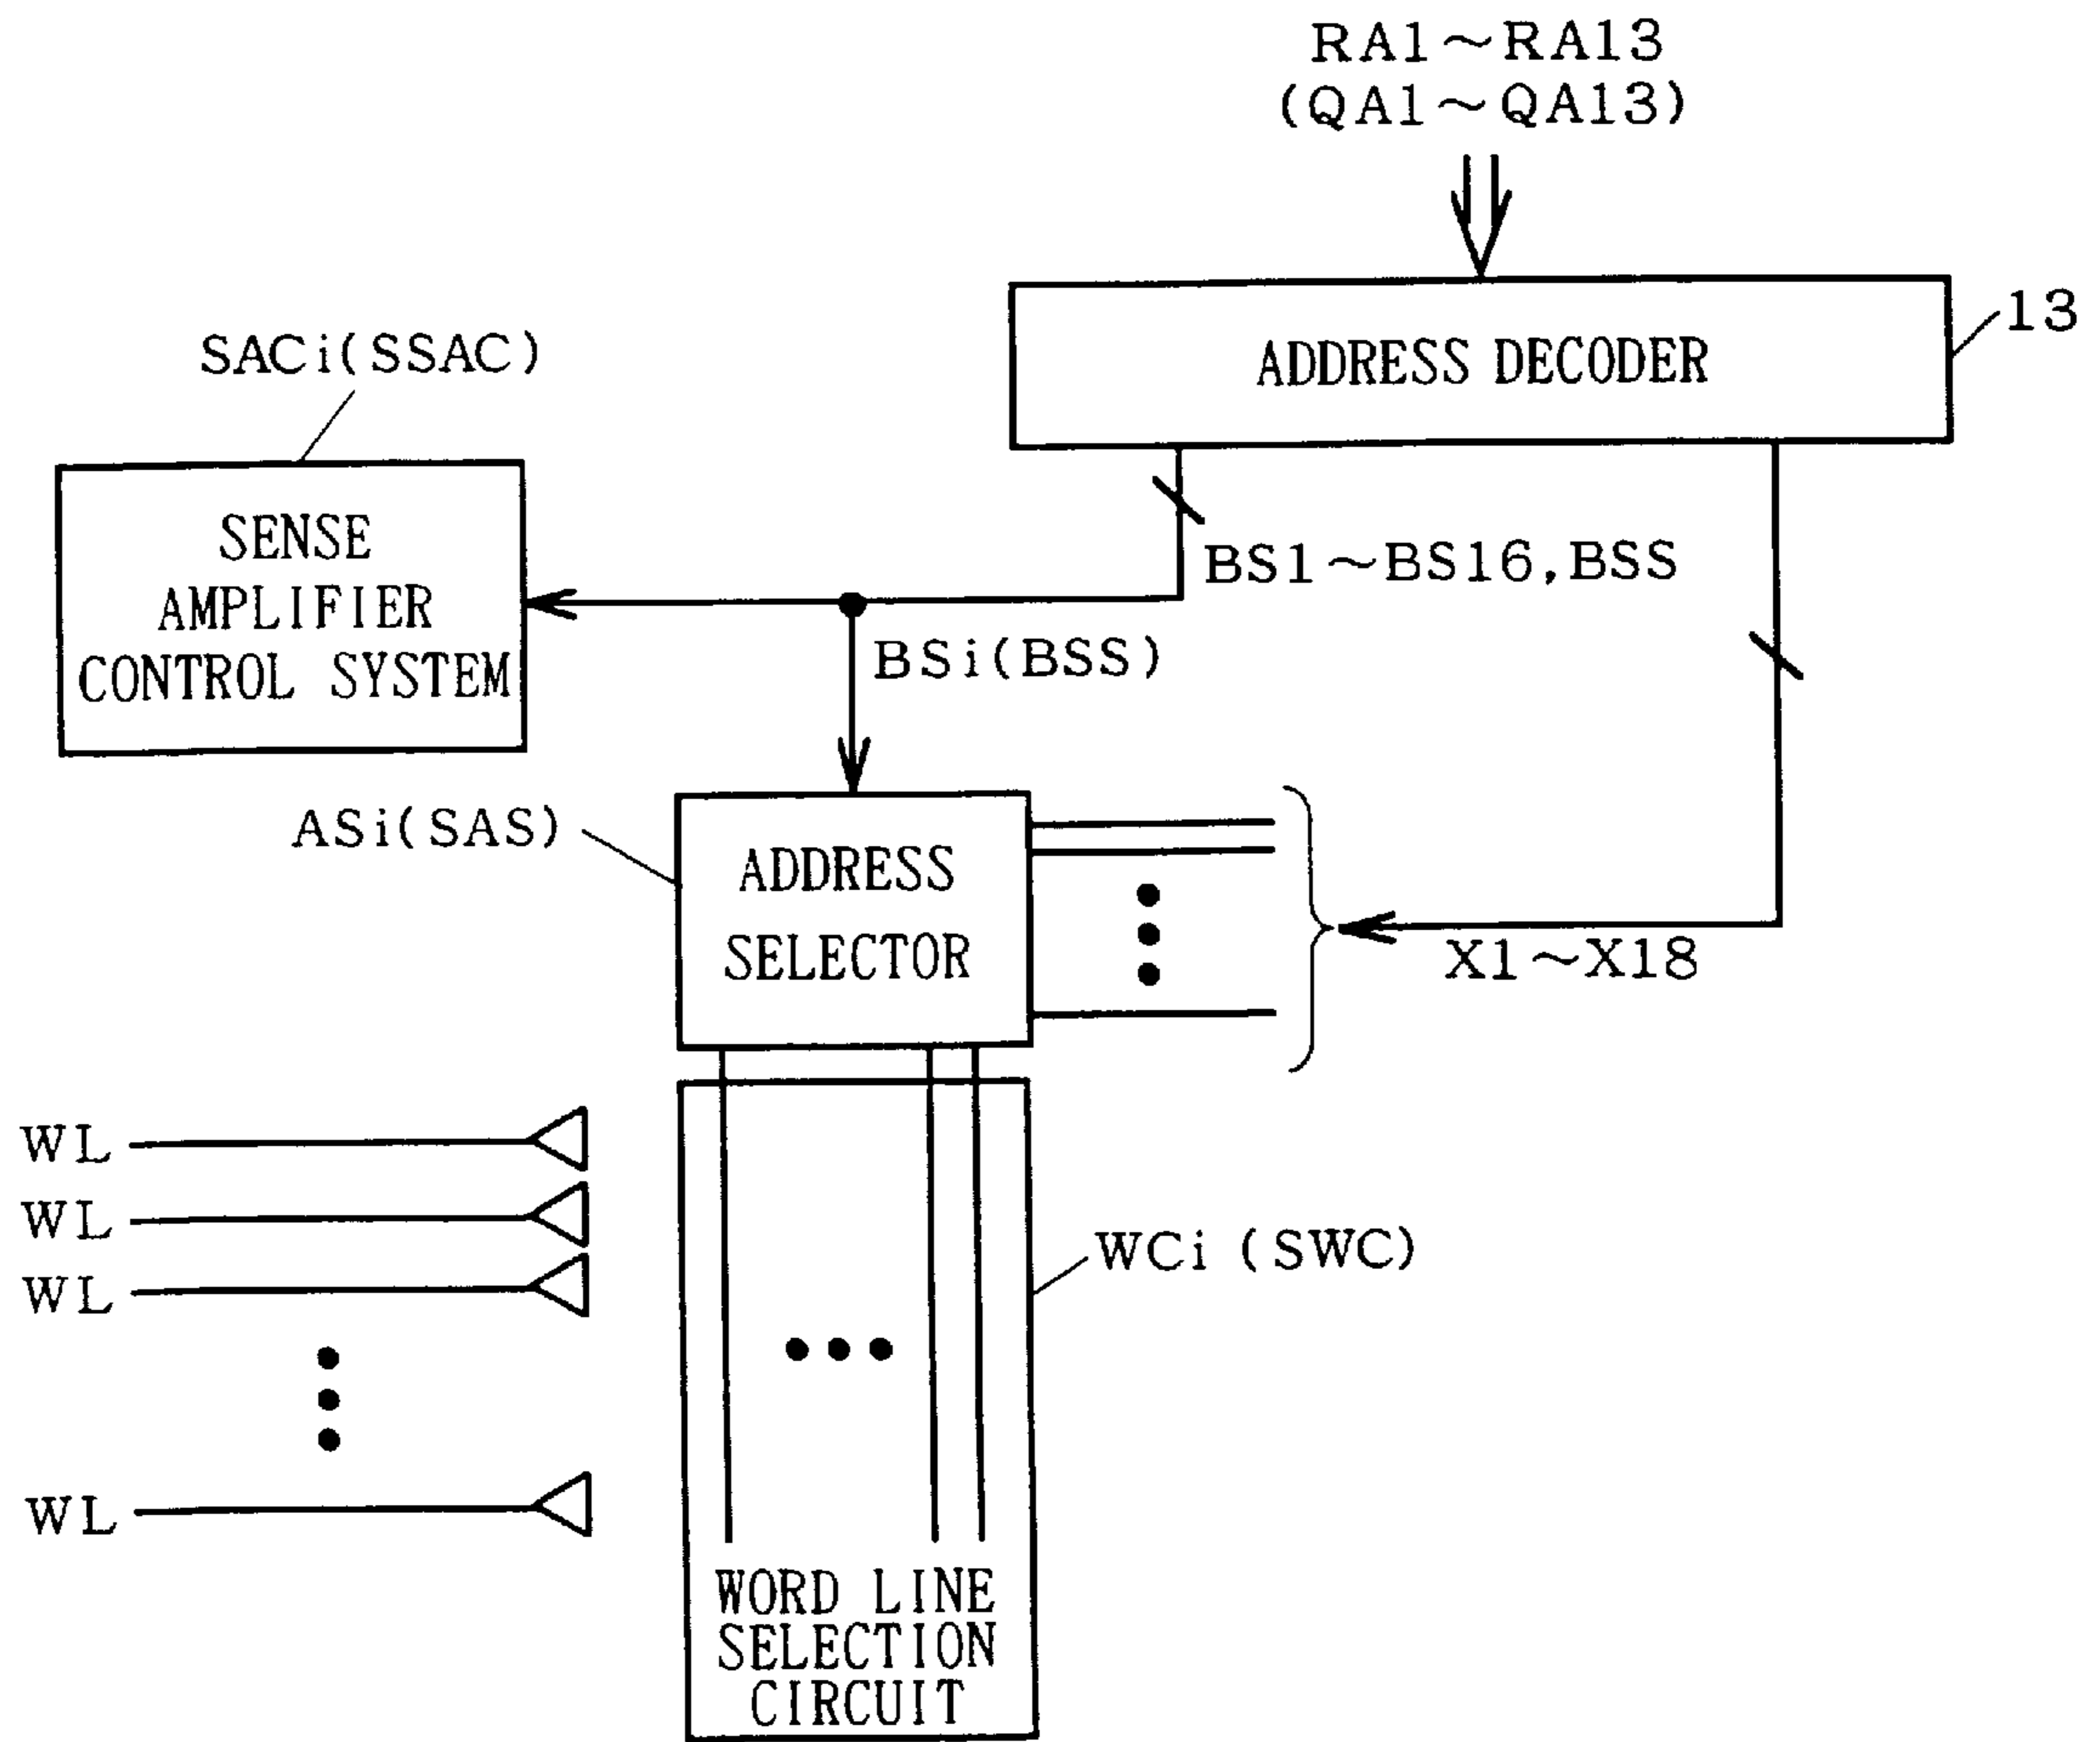 RA1~RA13
(QA1~QA13)
ADDRESS DECODER
13
SACi(SSAC)
SENSE
AMPLIFIER
CONTROL SYSTEM
BS1~BS16,BSS
BSi(BSS)
ASi(SAS)
ADDRESS
SELECTOR
X1~X18
WL
WL
WL
WL
WCi (SWC)
WORD LINE
SELECTION
CIRCUIT